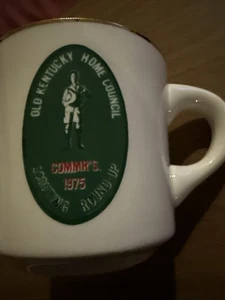 OLD KENTUCKY HOME COUNCIL
COMMR'S.
1975
ROUND UP